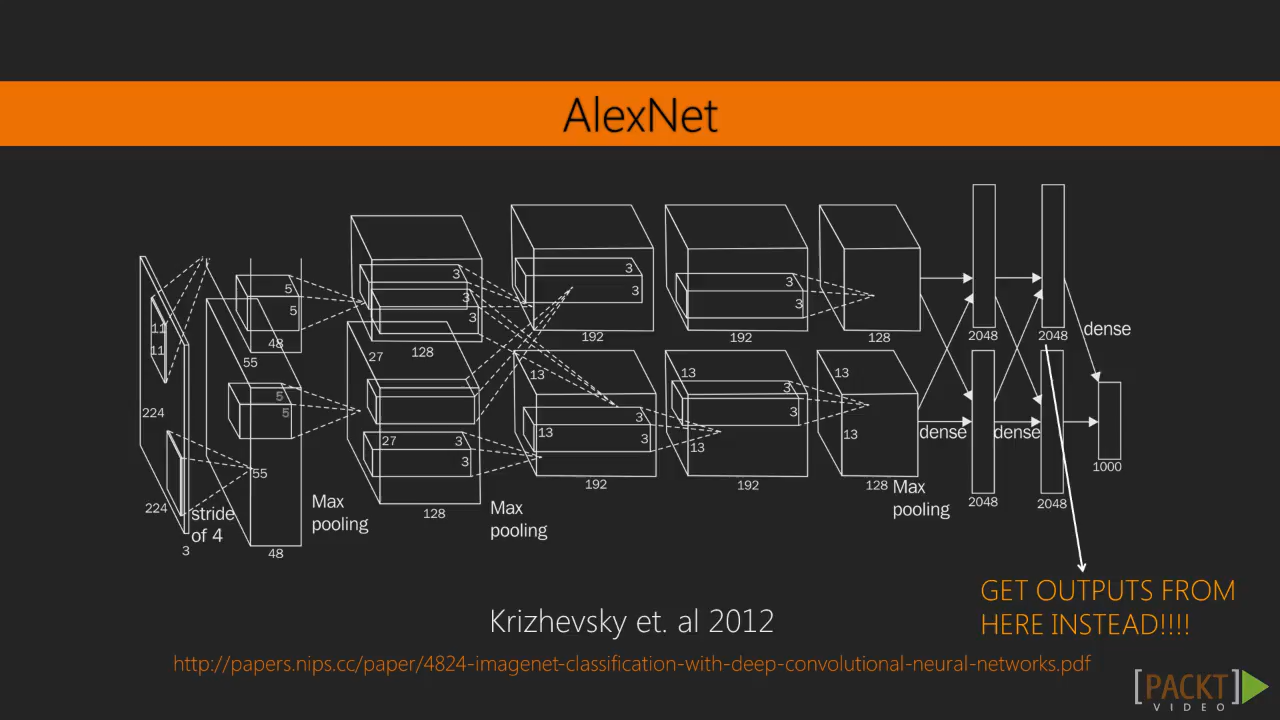 AlexNet
11
11
224
224
3
stride
of 4
55
48
5
5
5
5
55
48
Max
pooling
27
128
3
3
3
27
3
3
128
Max
pooling
3
3
192
13
13
3
3
192
3
3
192
13
13
3
3
192
128
13
13
128
Max
pooling
dense
2048
2048
dense
2048
2048
dense
1000
GET OUTPUTS FROM
HERE INSTEAD!!!!
Krizhevsky et. al 2012
http://papers.nips.cc/paper/4824-imagenet-classification-with-deep-convolutional-neural-networks.pdf
[PACKT]
VIDEO